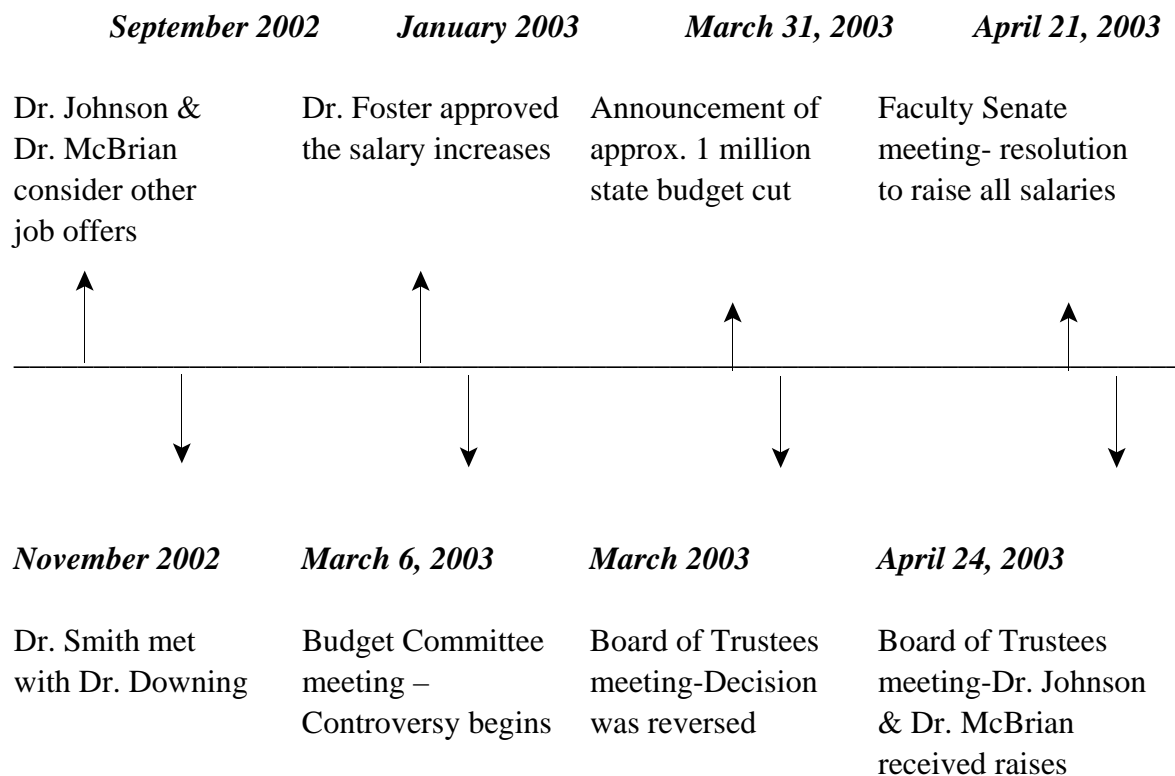 September 2002 January 2003 March 31, 2003 April 21, 2003
Dr. Johnson & Dr. Foster approved Announcement of Faculty Senate
Dr. McBrian the salary increases approx. 1 million meeting- resolution
consider other state budget cut to raise all salaries
job offers
November 2002 March 6, 2003 March 2003 April 24, 2003
Dr. Smith met Budget Committee Board of Trustees Board of Trustees
with Dr. Downing meeting – meeting-Decision meeting-Dr. Johnson
Controversy begins was reversed & Dr. McBrian
received raises